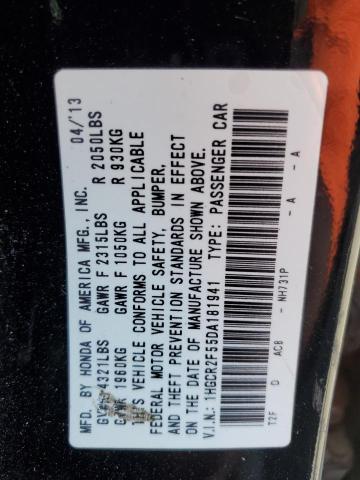 MFD. BY HONDA OF AMERICA MFG., INC. 04/'13
4321LBS GAWR F 2315LBS R 2050LBS
1960KG GAWR F 1050KG R 930KG
THIS VEHICLE CONFORMS TO ALL APPLICABLE
FEDERAL MOTOR VEHICLE SAFETY, BUMPER,
AND THEFT PREVENTION STANDARDS IN EFFECT
ON THE DATE OF MANUFACTURE SHOWN ABOVE.
V.I.N.: 1HGCR2F55DA181941 TYPE: PASSENGER CAR
T2F D AC8 - NH731P - A - A